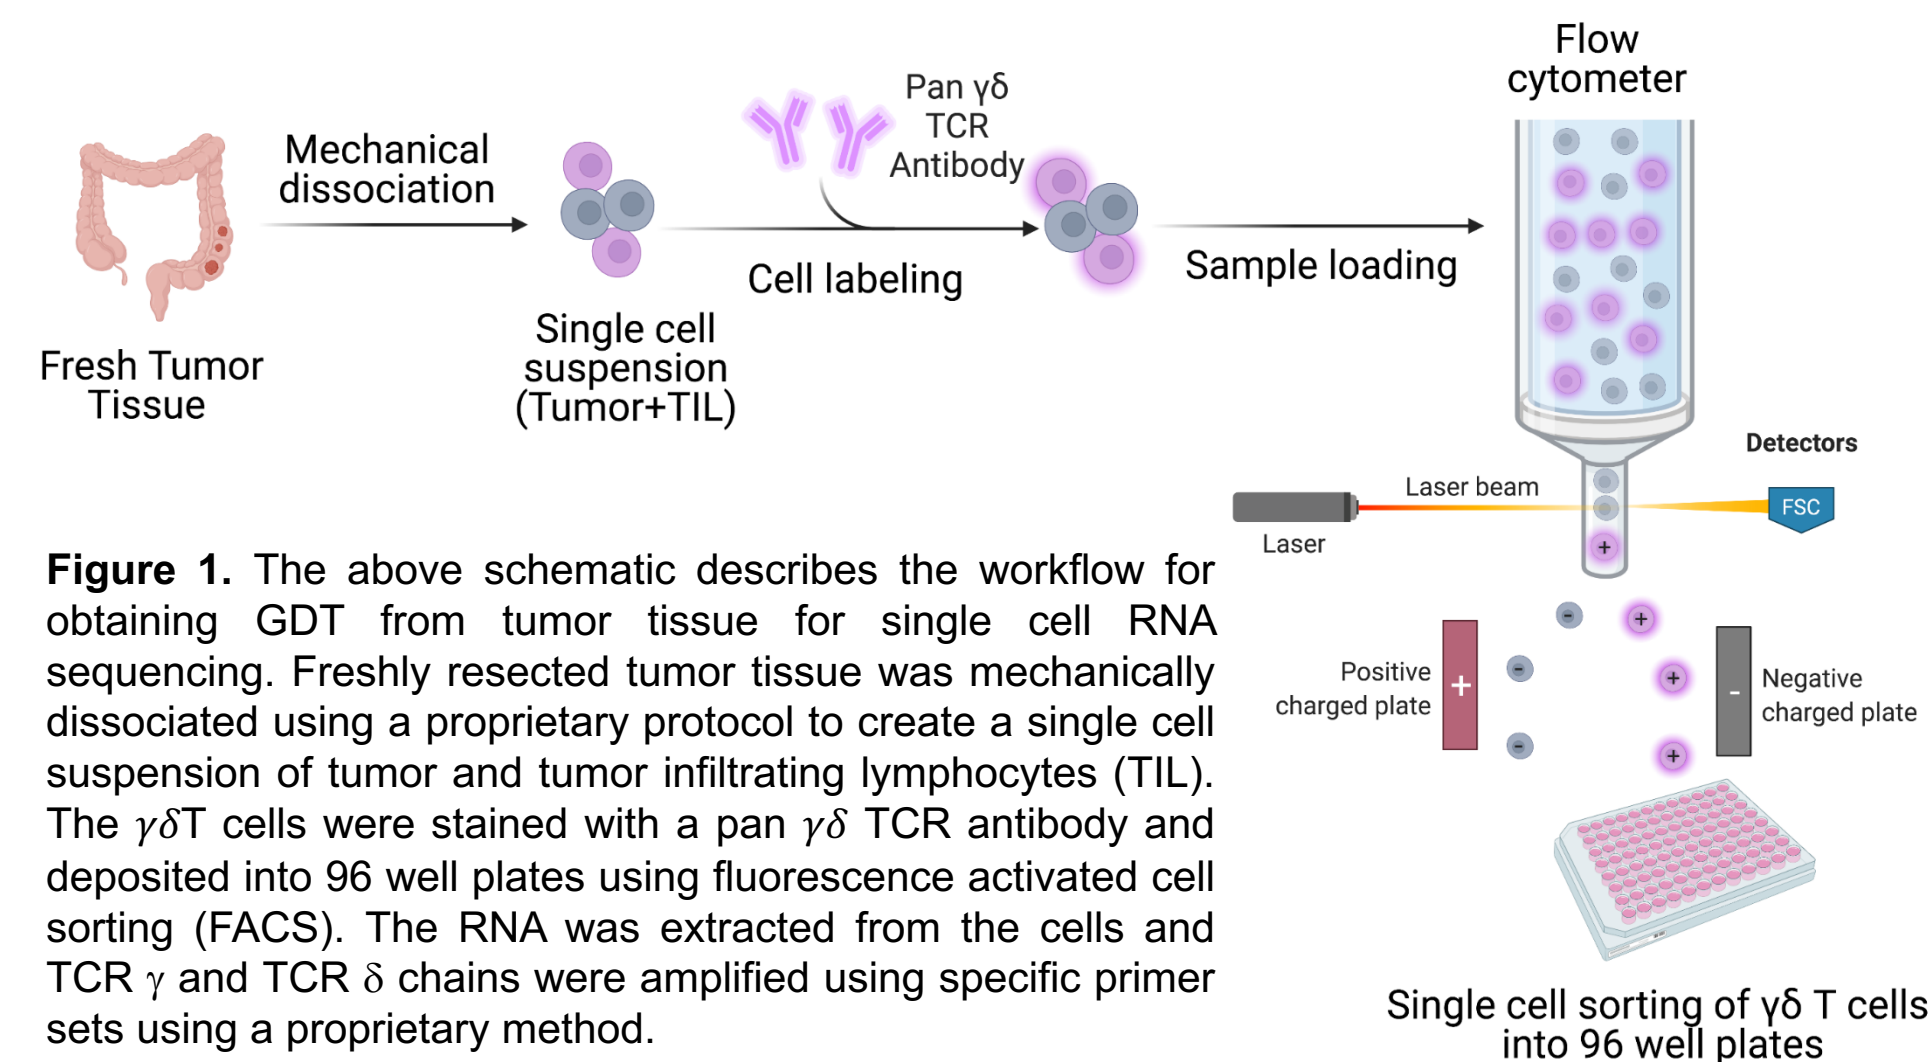 Flow
cytometer
Pan γδ
TCR
Antibody
Mechanical
dissociation
Cell labeling
Sample loading
Single cell
suspension
(Tumor+TIL)
Fresh Tumor
Tissue
Detectors
Laser beam
FSC
Laser
+
- +
Positive
charged plate
+
- +
-
Negative
charged plate
- +
Single cell sorting of γδ T cells
into 96 well plates
Figure 1. The above schematic describes the workflow for
obtaining GDT from tumor tissue for single cell RNA
sequencing. Freshly resected tumor tissue was mechanically
dissociated using a proprietary protocol to create a single cell
suspension of tumor and tumor infiltrating lymphocytes (TIL).
The γδT cells were stained with a pan γδ TCR antibody and
deposited into 96 well plates using fluorescence activated cell
sorting (FACS). The RNA was extracted from the cells and
TCR γ and TCR δ chains were amplified using specific primer
sets using a proprietary method.